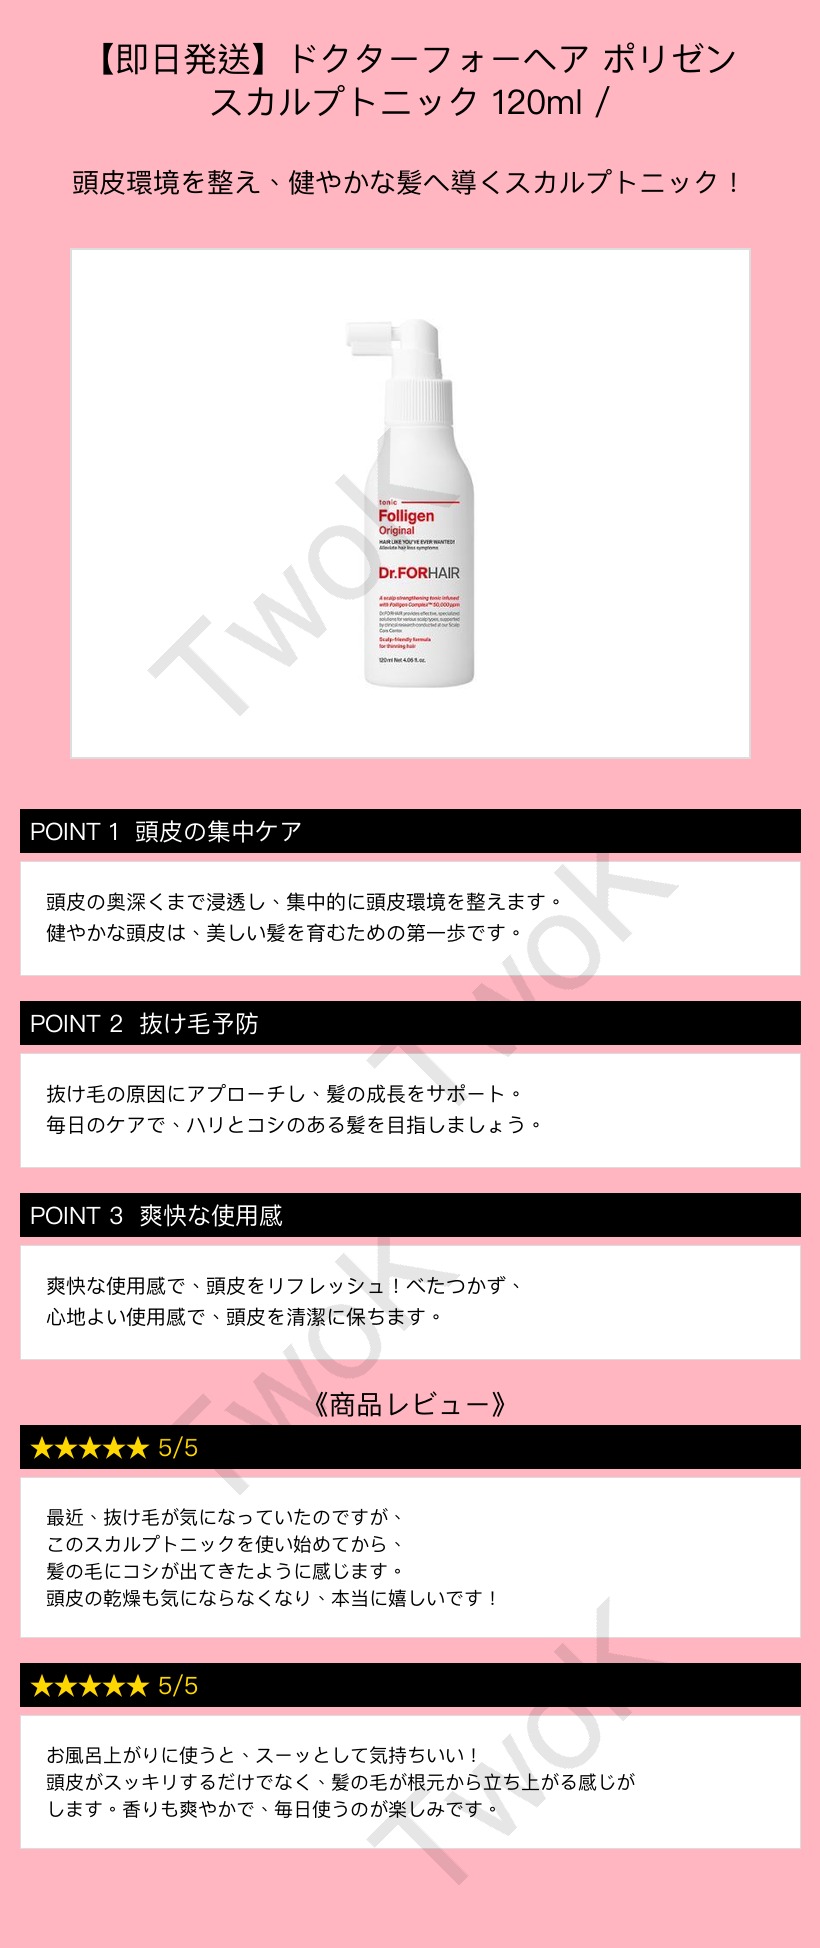 【即日発送】ドクターフォーヘア ポリゼン
スカルプトニック 120ml /
頭皮環境を整え、健やかな髪へ導くスカルプトニック！
tonic
Folligen
Original
HAIR LIKE YOU'VE EVER WANTED!
Alleviate hair loss symptoms
Dr.FORHAIR
A scalp strengthening tonic infused
with Folligen Complex™ 50,000ppm
Dr.FORHAIR provides effective, specialized
solutions for various scalp types, supported
by clinical research conducted at our Scalp
Care Center.
Scalp-friendly formula
for thinning hair
120ml Net 4.06 fl. oz.
TwoK
POINT 1 頭皮の集中ケア
頭皮の奥深くまで浸透し、集中的に頭皮環境を整えます。
健やかな頭皮は、美しい髪を育むための第一歩です。
TwoK
POINT 2 抜け毛予防
抜け毛の原因にアプローチし、髪の成長をサポート。
毎日のケアで、ハリとコシのある髪を目指しましょう。
POINT 3 爽快な使用感
爽快な使用感で、頭皮をリフレッシュ！べたつかず、
心地よい使用感で、頭皮を清潔に保ちます。
TwoK
《商品レビュー》
★★★★★ 5/5
最近、抜け毛が気になっていたのですが、
このスカルプトニックを使い始めてから、
髪の毛にコシが出てきたように感じます。
頭皮の乾燥も気にならなくなり、本当に嬉しいです！
★★★★★ 5/5
お風呂上がりに使うと、スーッとして気持ちいい！
頭皮がスッキリするだけでなく、髪の毛が根元から立ち上がる感じが
します。香りも爽やかで、毎日使うのが楽しみです。
TwoK